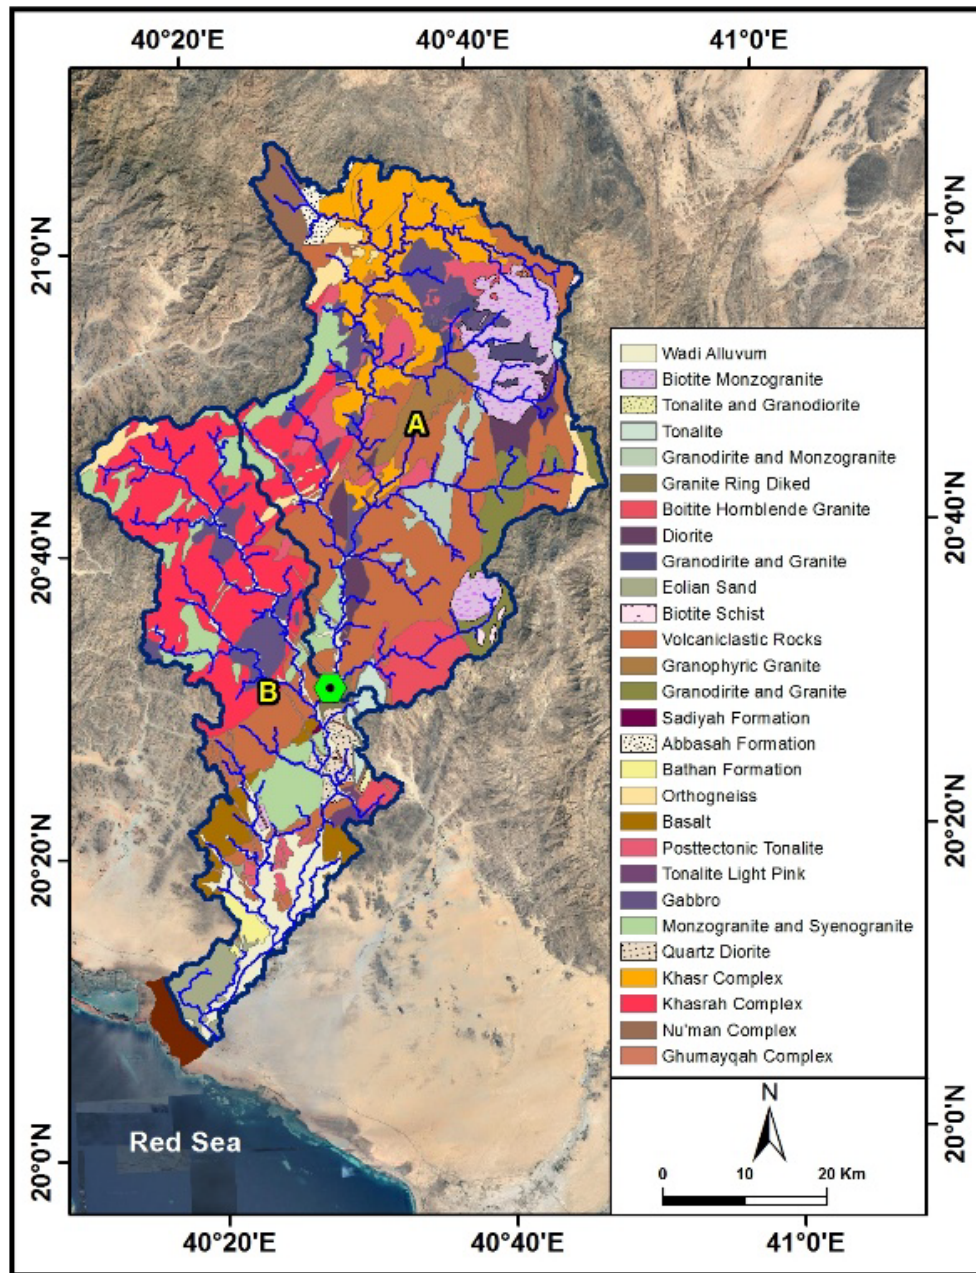 40°20'E 40°40'E 41°0'E
21°0'N
21°0'N
20°40'N
20°40'N
20°20'N
20°20'N
20°0'N
20°0'N
A
B
Red Sea
Wadi Alluvum
Biotite Monzogranite
Tonalite and Granodiorite
Tonalite
Granodirite and Monzogranite
Granite Ring Diked
Boitite Hornblende Granite
Diorite
Granodirite and Granite
Eolian Sand
Biotite Schist
Volcaniclastic Rocks
Granophyric Granite
Granodirite and Granite
Sadiyah Formation
Abbasah Formation
Bathan Formation
Orthogneiss
Basalt
Posttectonic Tonalite
Tonalite Light Pink
Gabbro
Monzogranite and Syenogranite
Quartz Diorite
Khasr Complex
Khasrah Complex
Nu'man Complex
Ghumayqah Complex
N
0 10 20 Km
40°20'E 40°40'E 41°0'E